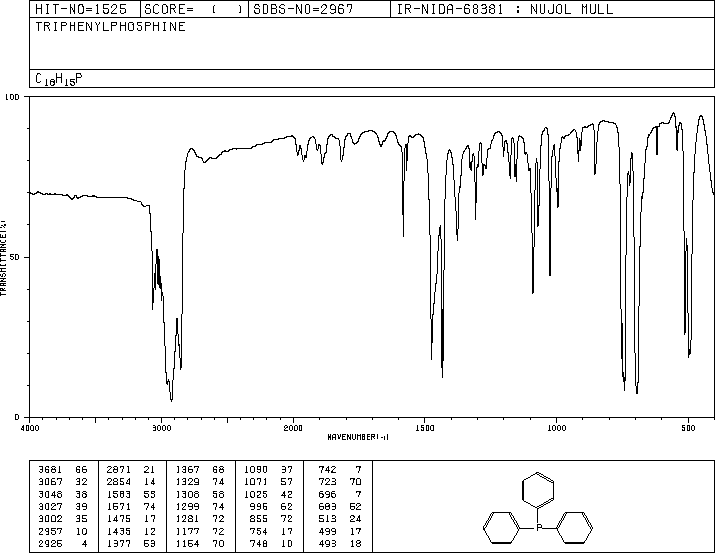 HIT-NO=1525 SCORE= ( ) SDBS-NO=2967 IR-NIDA-68381 : NUJOL MULL
TRIPHENYLPHOSPHINE
C18H15P
100
50
0
TRANSMITTANCE(%)
4000 3000 2000 1500 1000 500
WAVENUMBER(-1)
3681 66 2871 21 1367 68 1090 37 742 7
3067 32 2854 14 1329 74 1071 57 723 70
3048 38 1583 55 1308 58 1025 42 696 7
3027 39 1571 74 1299 74 996 62 683 52
3002 35 1475 17 1281 72 855 72 513 24
2957 10 1435 12 1177 72 754 17 499 17
2925 4 1377 53 1154 70 748 10 493 18
P